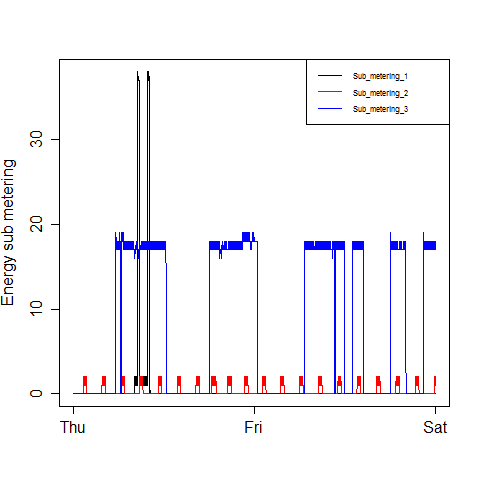 Sub_metering_1
Sub_metering_2
Sub_metering_3
Energy sub metering
30
20
10
0
Thu Fri Sat